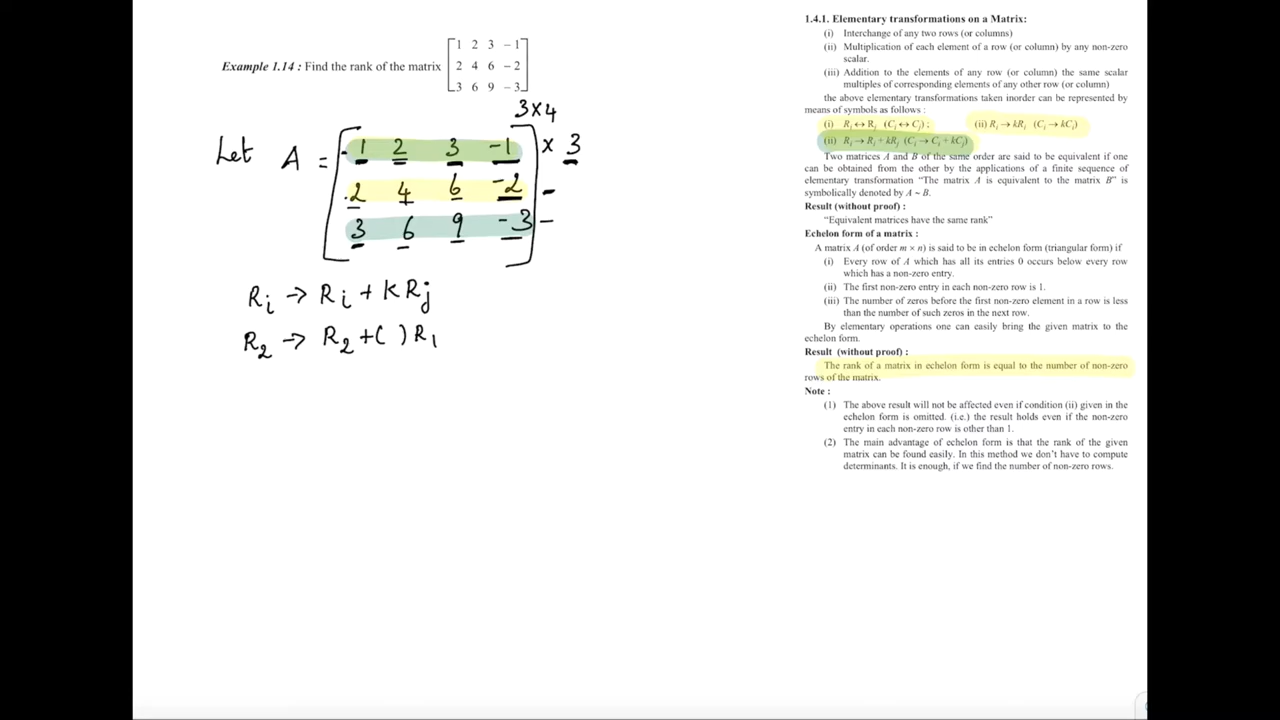 Example 1.14 : Find the rank of the matrix
1 2 3 – 1
2 4 6 – 2
3 6 9 – 3
3×4
Let A =
1 2 3 -1 × 3
2 4 6 -2 -
3 6 9 -3 -
Ri → Ri + KRj
R2 → R2 + ( ) R1
1.4.1. Elementary transformations on a Matrix:
(i) Interchange of any two rows (or columns)
(ii) Multiplication of each element of a row (or column) by any non-zero
scalar.
(iii) Addition to the elements of any row (or column) the same scalar
multiples of corresponding elements of any other row (or column)
the above elementary transformations taken inorder can be represented by
means of symbols as follows :
(i) Ri ↔ Rj (Ci ↔ Cj) ; (ii) Ri → kRi (Ci → kCi)
(ii) Ri → Ri + kRj (Ci → Ci + kCj)
Two matrices A and B of the same order are said to be equivalent if one
can be obtained from the other by the applications of a finite sequence of
elementary transformation “The matrix A is equivalent to the matrix B” is
symbolically denoted by A ~ B.
Result (without proof) :
“Equivalent matrices have the same rank”
Echelon form of a matrix :
A matrix A (of order m × n) is said to be in echelon form (triangular form) if
(i) Every row of A which has all its entries 0 occurs below every row
which has a non-zero entry.
(ii) The first non-zero entry in each non-zero row is 1.
(iii) The number of zeros before the first non-zero element in a row is less
than the number of such zeros in the next row.
By elementary operations one can easily bring the given matrix to the
echelon form.
Result (without proof) :
The rank of a matrix in echelon form is equal to the number of non-zero
rows of the matrix.
Note :
(1) The above result will not be affected even if condition (ii) given in the
echelon form is omitted. (i.e.) the result holds even if the non-zero
entry in each non-zero row is other than 1.
(2) The main advantage of echelon form is that the rank of the given
matrix can be found easily. In this method we don’t have to compute
determinants. It is enough, if we find the number of non-zero rows.